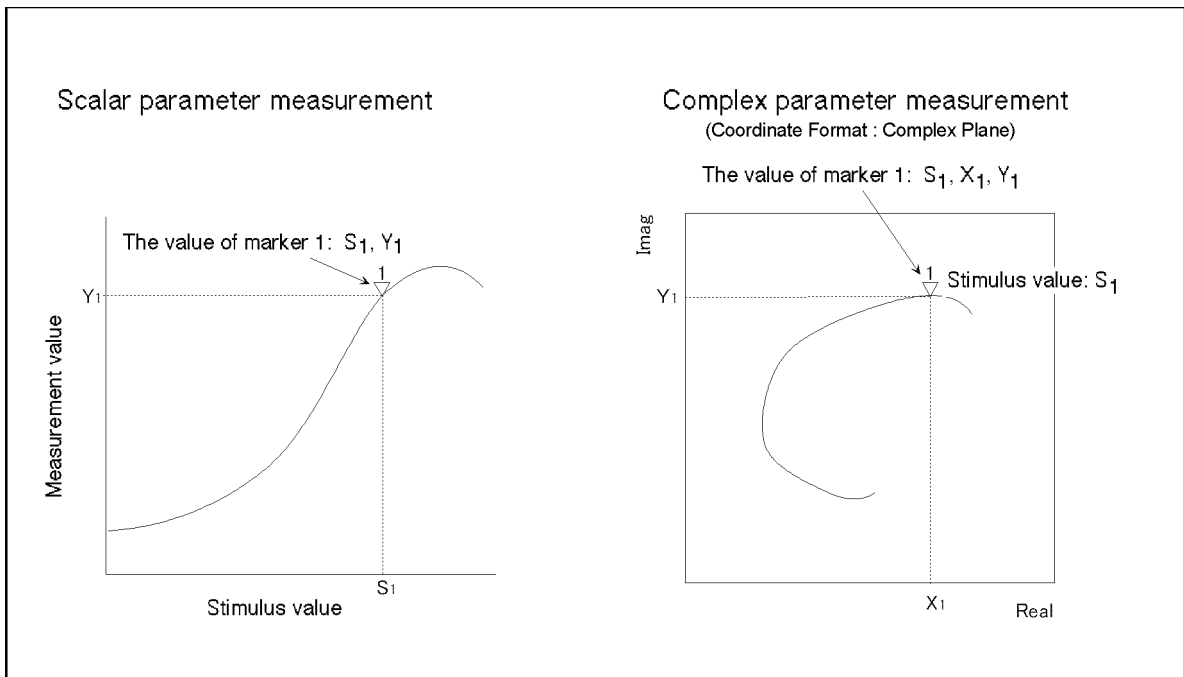 Scalar parameter measurement
The value of marker 1: S1, Y1
1
Y1
Measurement value
S1
Stimulus value
Complex parameter measurement
(Coordinate Format : Complex Plane)
The value of marker 1: S1, X1, Y1
Imag
1
Stimulus value: S1
Y1
X1
Real